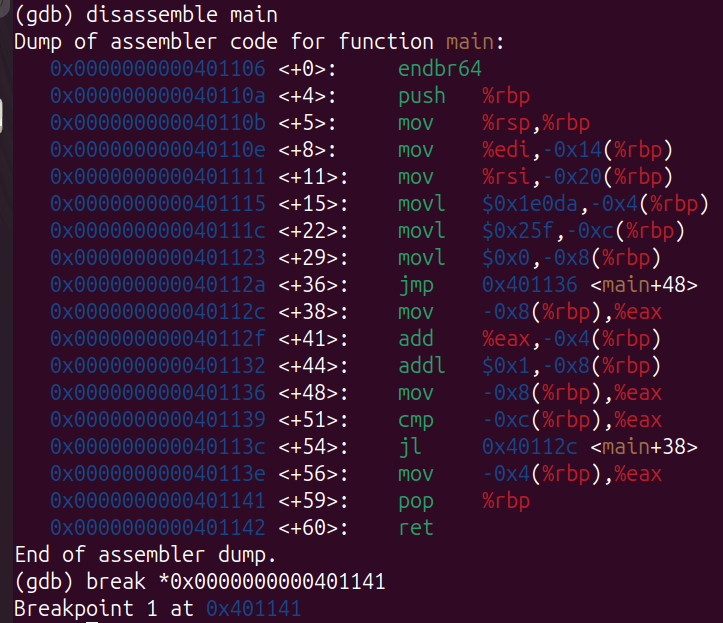 (gdb) disassemble main
Dump of assembler code for function main:
   0x0000000000401106 <+0>:     endbr64
   0x000000000040110a <+4>:     push   %rbp
   0x000000000040110b <+5>:     mov    %rsp,%rbp
   0x000000000040110e <+8>:     mov    %edi,-0x14(%rbp)
   0x0000000000401111 <+11>:    mov    %rsi,-0x20(%rbp)
   0x0000000000401115 <+15>:    movl   $0x1e0da,-0x4(%rbp)
   0x000000000040111c <+22>:    movl   $0x25f,-0xc(%rbp)
   0x0000000000401123 <+29>:    movl   $0x0,-0x8(%rbp)
   0x000000000040112a <+36>:    jmp    0x401136 <main+48>
   0x000000000040112c <+38>:    mov    -0x8(%rbp),%eax
   0x000000000040112f <+41>:    add    %eax,-0x4(%rbp)
   0x0000000000401132 <+44>:    addl   $0x1,-0x8(%rbp)
   0x0000000000401136 <+48>:    mov    -0x8(%rbp),%eax
   0x0000000000401139 <+51>:    cmp    -0xc(%rbp),%eax
   0x000000000040113c <+54>:    jl     0x40112c <main+38>
   0x000000000040113e <+56>:    mov    -0x4(%rbp),%eax
   0x0000000000401141 <+59>:    pop    %rbp
   0x0000000000401142 <+60>:    ret
End of assembler dump.
(gdb) break *0x0000000000401141
Breakpoint 1 at 0x401141